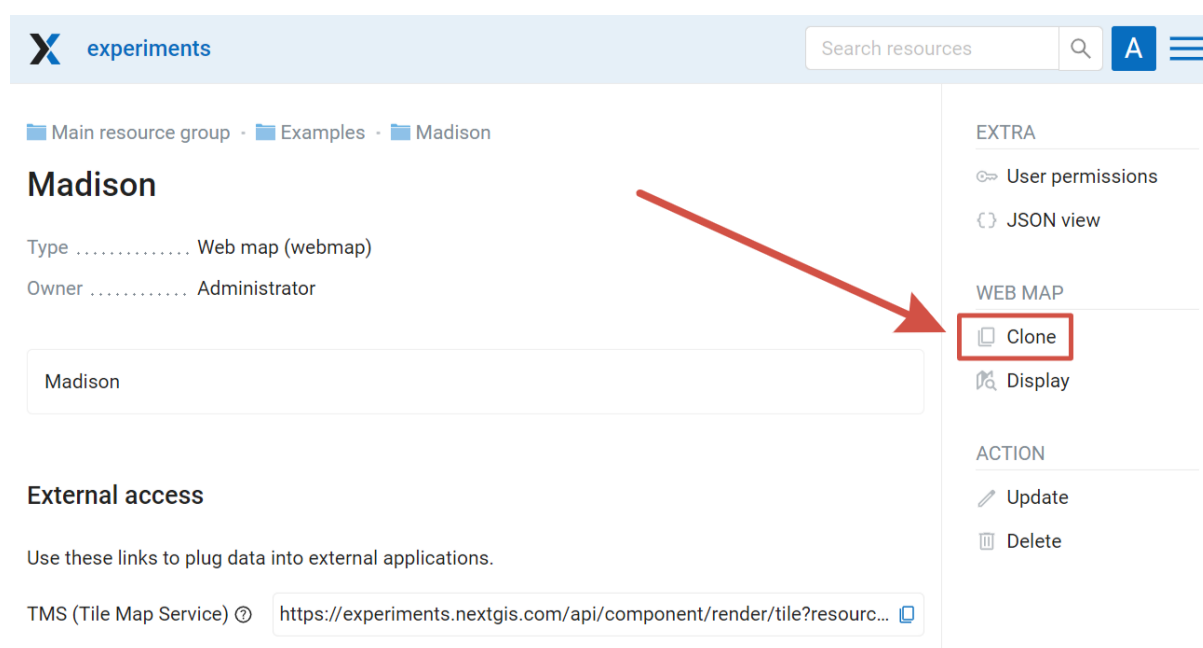 experiments
Search resources
A
Main resource group · Examples · Madison
Madison
Type .............. Web map (webmap)
Owner ............ Administrator
Madison
External access
Use these links to plug data into external applications.
TMS (Tile Map Service) https://experiments.nextgis.com/api/component/render/tile?resourc...
EXTRA
User permissions
JSON view
WEB MAP
Clone
Display
ACTION
Update
Delete